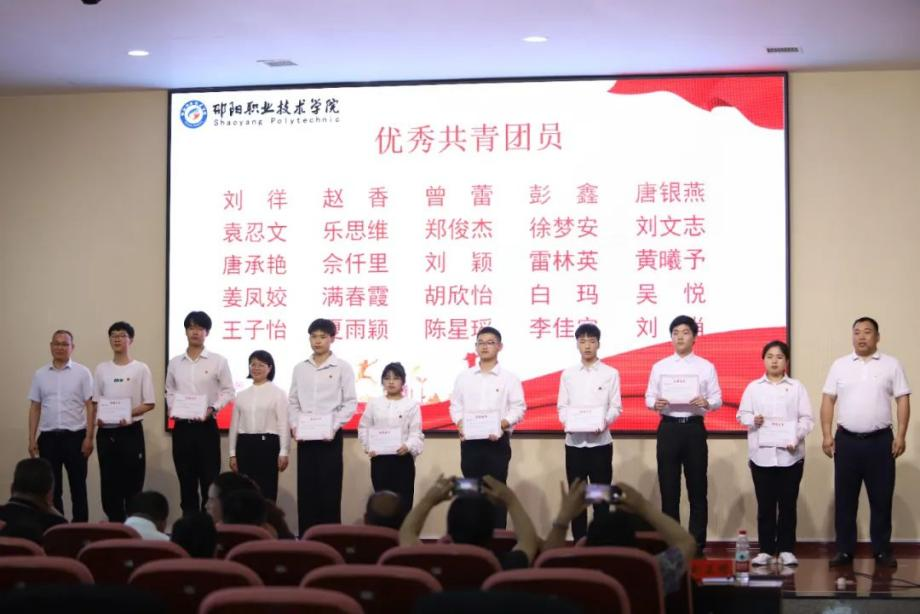 邵阳职业技术学院
Shaoyang Polytechnic
优秀共青团员
刘徉 赵香 曾蕾 彭鑫 唐银燕
袁忍文 乐思维 郑俊杰 徐梦安 刘文志
唐承艳 佘仟里 刘颖 雷林英 黄曦予
姜凤姣 满春霞 胡欣怡 白玛 吴悦
王子怡 夏雨颖 陈星瑶 李佳 刘